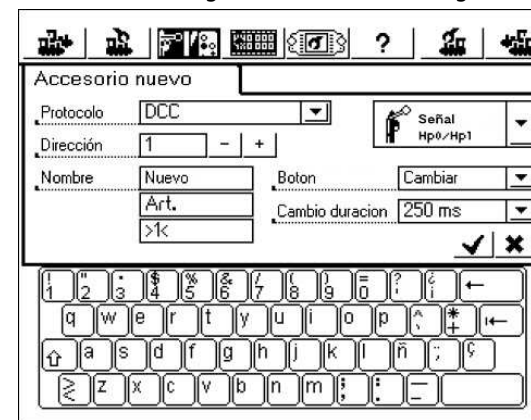 ?
Accesorio nuevo
Protocolo DCC
Señal
Hp0/Hp1
Dirección 1 - +
Nombre Nuevo Boton Cambiar
Art. Cambio duracion 250 ms
>1<
! " · $ % & / ( ) = ? ¿ ←
1 2 3 4 5 6 7 8 9 0 ' ¡
q w e r t y u i o p ^ * +
a s d f g h j k l ñ ç
z x c v b n m ; , : . _ -